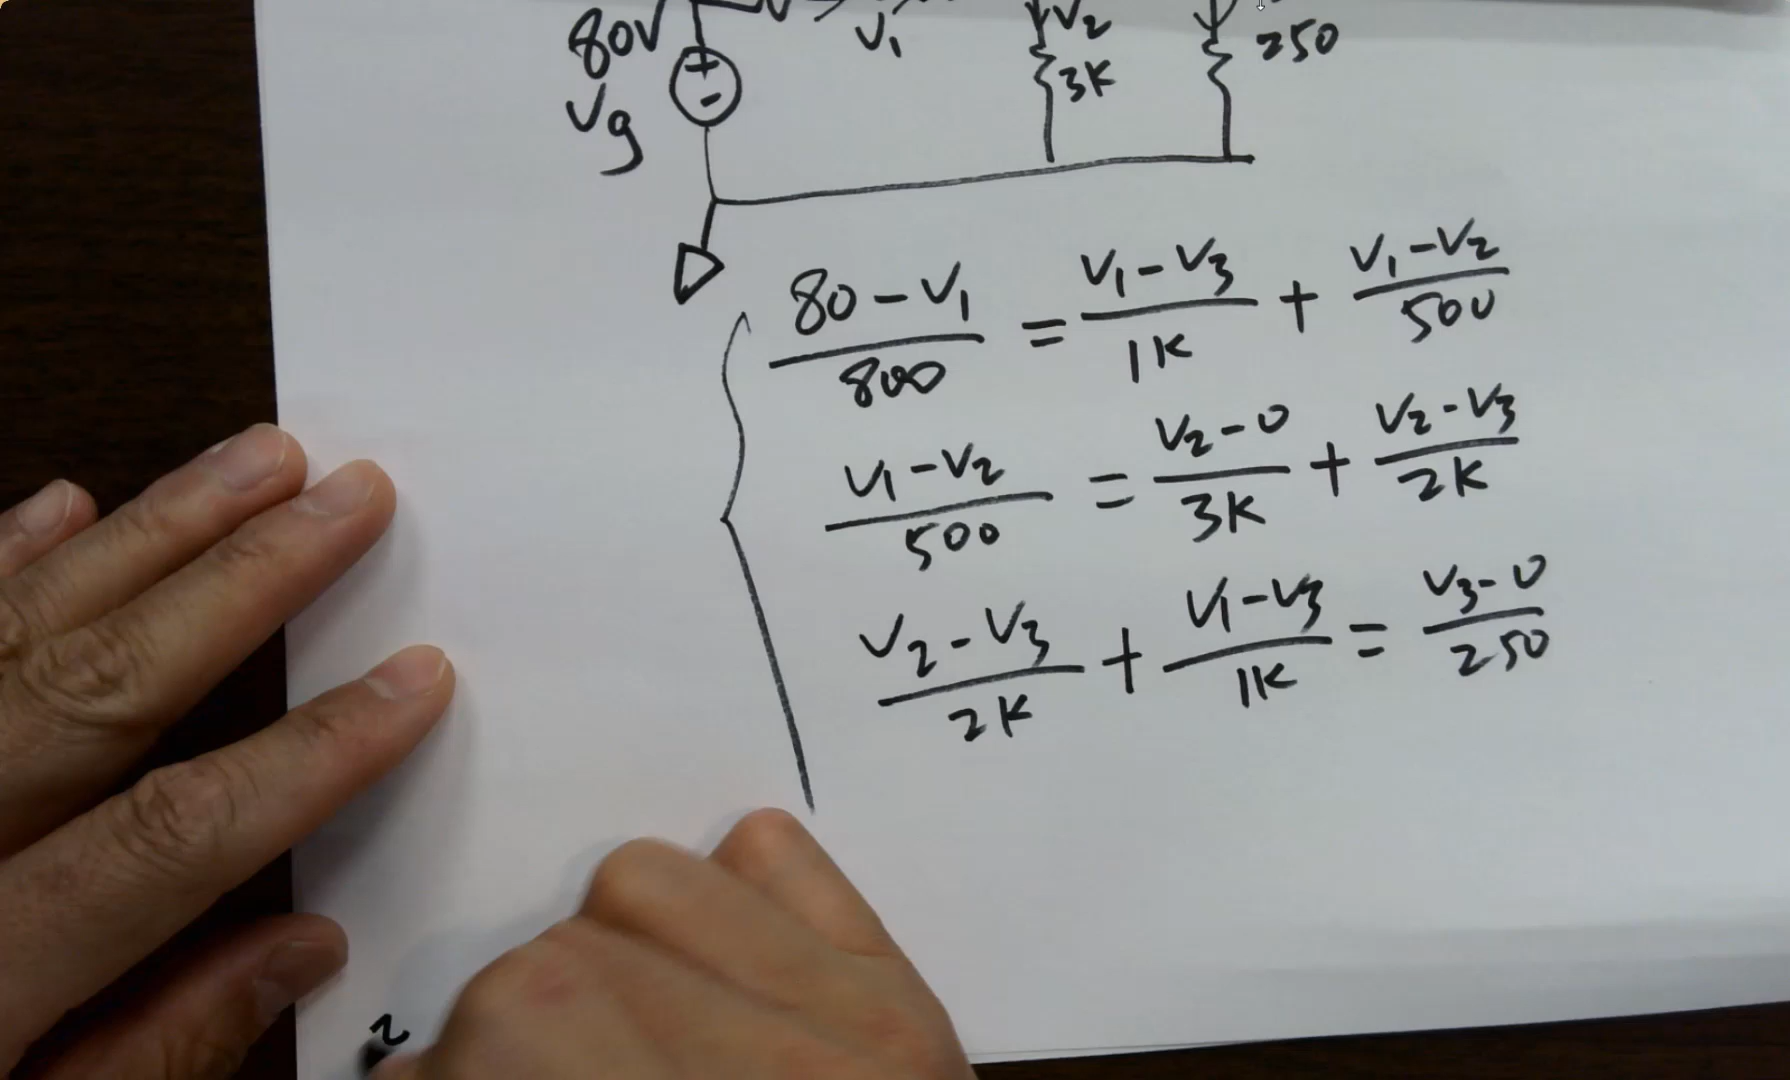 80V
V₁
V₂
250
3K
+
-
Vg
(80 - V₁)/800 = (V₁ - V₃)/1K + (V₁ - V₂)/500
(V₁ - V₂)/500 = (V₂ - 0)/3K + (V₂ - V₃)/2K
(V₂ - V₃)/2K + (V₁ - V₃)/1K = (V₃ - 0)/250
2